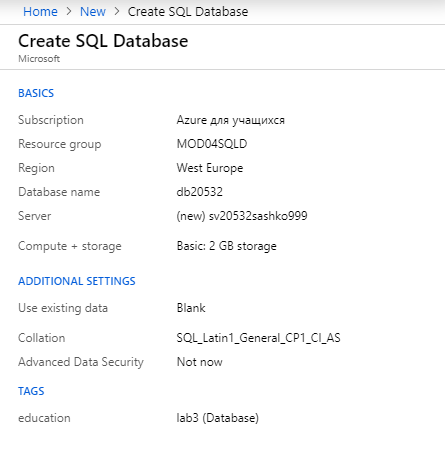 Home > New > Create SQL Database
Create SQL Database
Microsoft
BASICS
Subscription Azure для учащихся
Resource group MOD04SQLD
Region West Europe
Database name db20532
Server (new) sv20532sashko999
Compute + storage Basic: 2 GB storage
ADDITIONAL SETTINGS
Use existing data Blank
Collation SQL_Latin1_General_CP1_CI_AS
Advanced Data Security Not now
TAGS
education lab3 (Database)